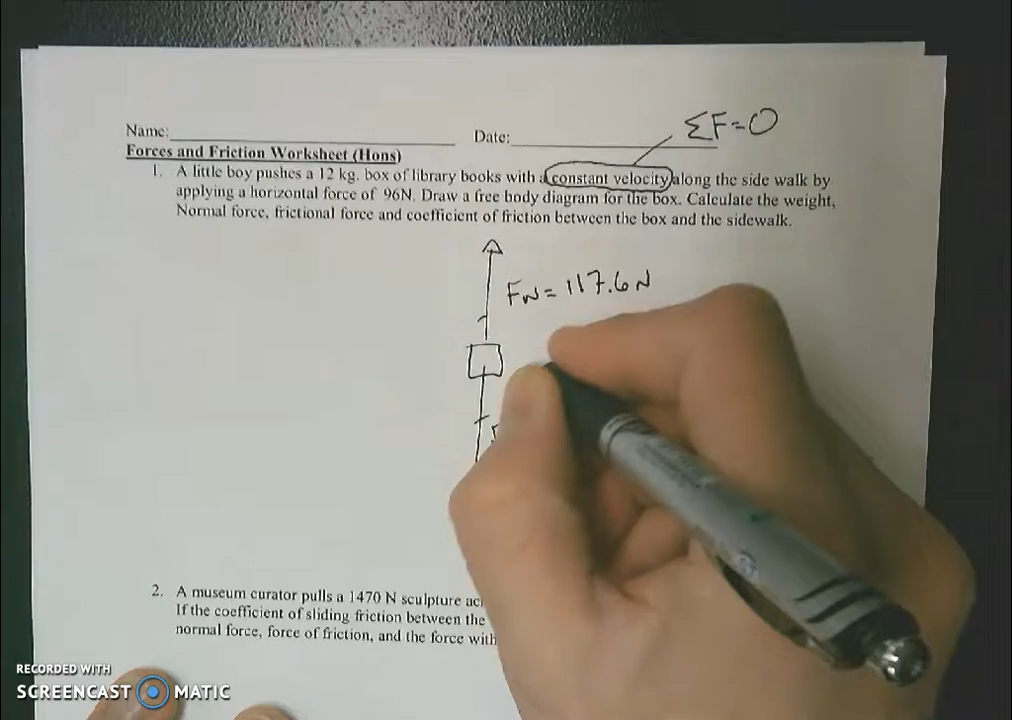 ΣF=0
Name:
Date:
Forces and Friction Worksheet (Hons)
1. A little boy pushes a 12 kg. box of library books with a constant velocity along the side walk by
applying a horizontal force of 96N. Draw a free body diagram for the box. Calculate the weight,
Normal force, frictional force and coefficient of friction between the box and the sidewalk.
FN = 117.6N
2. A museum curator pulls a 1470 N sculpture
If the coefficient of sliding friction between the
normal force, force of friction, and the force with
RECORDED WITH
SCREENCAST MATIC